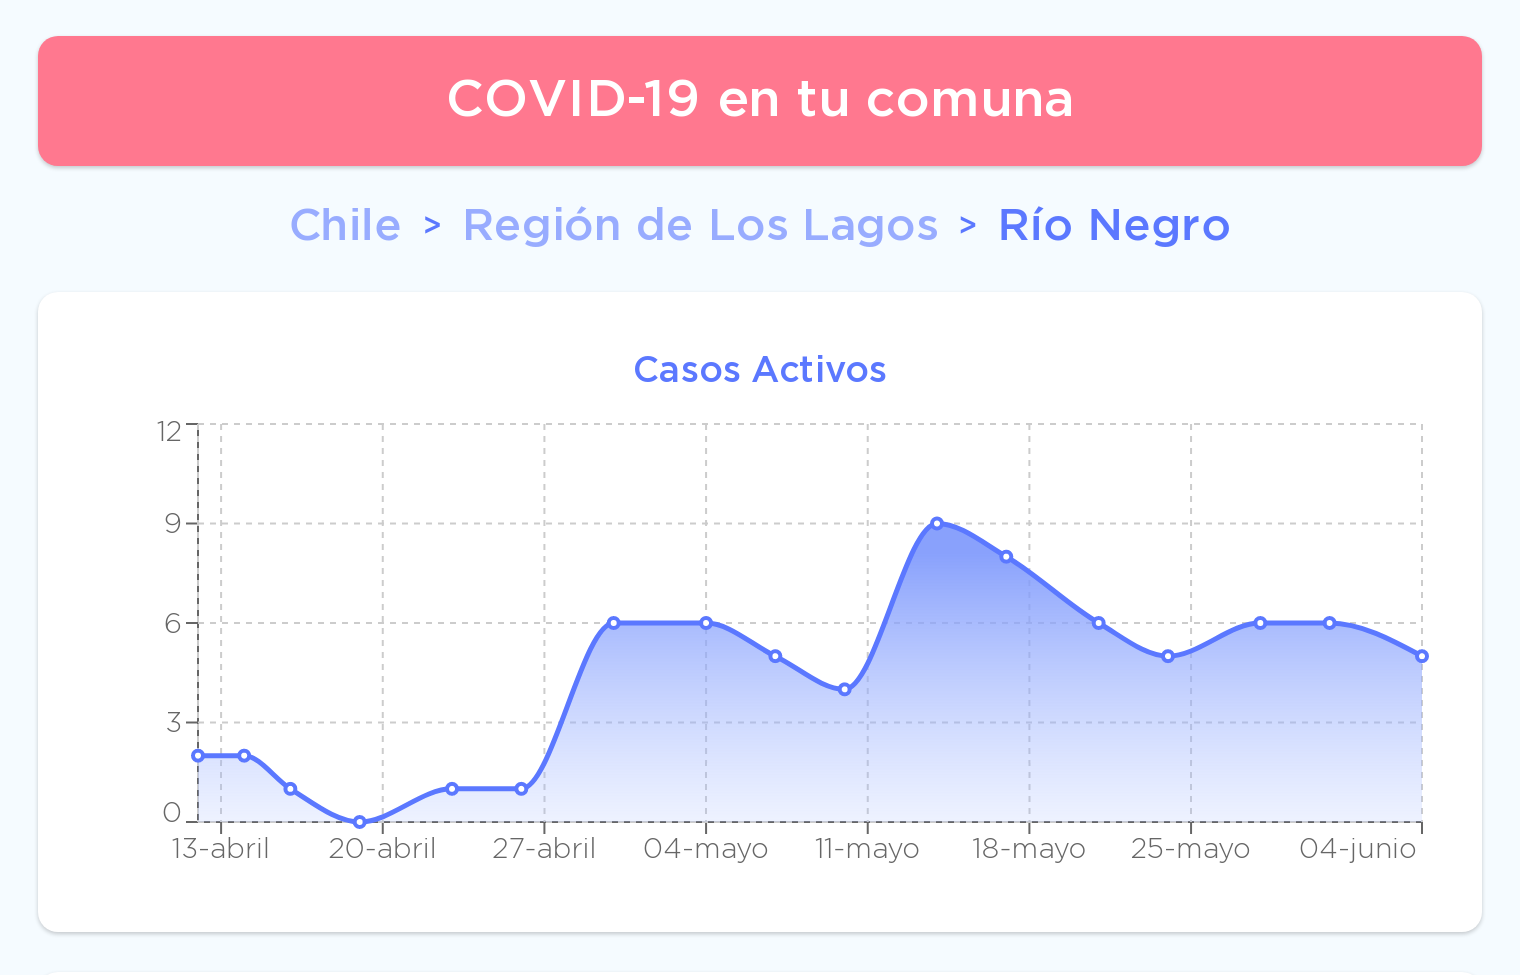 COVID-19 en tu comuna
Chile > Región de Los Lagos > Río Negro
Casos Activos
12
9
6
3
0
13-abril 20-abril 27-abril 04-mayo 11-mayo 18-mayo 25-mayo 04-junio